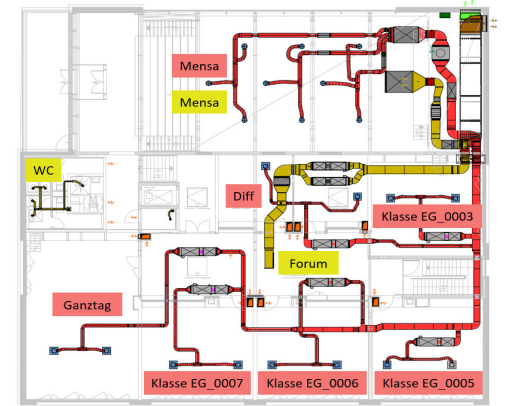 Mensa
Mensa
WC
Diff
Klasse EG_0003
Forum
Ganztag
Klasse EG_0007
Klasse EG_0006
Klasse EG_0005